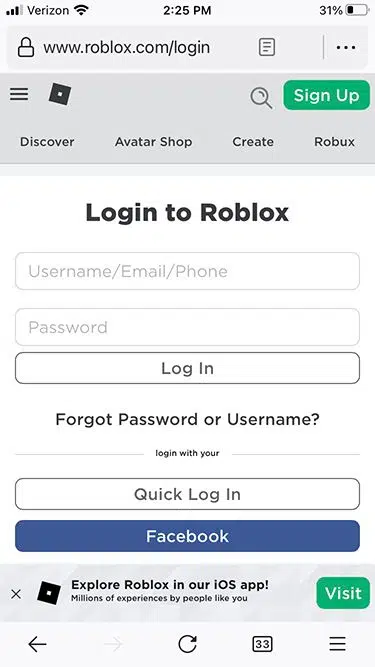 Verizon 2:25 PM 31%
www.roblox.com/login
Sign Up
Discover Avatar Shop Create Robux
Login to Roblox
Username/Email/Phone
Password
Log In
Forgot Password or Username?
login with your
Quick Log In
Facebook
Explore Roblox in our iOS app!
Millions of experiences by people like you
Visit
33